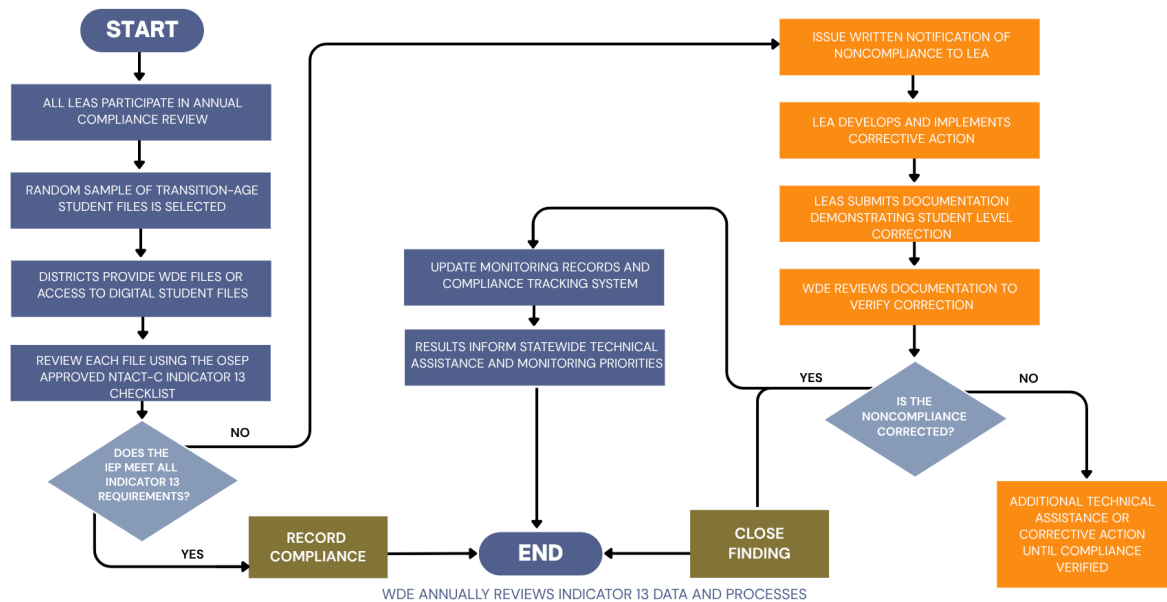 START
ALL LEAS PARTICIPATE IN ANNUAL
COMPLIANCE REVIEW
RANDOM SAMPLE OF TRANSITION-AGE
STUDENT FILES IS SELECTED
DISTRICTS PROVIDE WDE FILES OR
ACCESS TO DIGITAL STUDENT FILES
REVIEW EACH FILE USING THE OSEP
APPROVED NTACT-C INDICATOR 13
CHECKLIST
DOES THE
IEP MEET ALL
INDICATOR 13
REQUIREMENTS?
NO
YES
RECORD
COMPLIANCE
ISSUE WRITTEN NOTIFICATION OF
NONCOMPLIANCE TO LEA
LEA DEVELOPS AND IMPLEMENTS
CORRECTIVE ACTION
LEAS SUBMITS DOCUMENTATION
DEMONSTRATING STUDENT LEVEL
CORRECTION
WDE REVIEWS DOCUMENTATION TO
VERIFY CORRECTION
IS THE
NONCOMPLIANCE
CORRECTED?
YES
NO
UPDATE MONITORING RECORDS AND
COMPLIANCE TRACKING SYSTEM
RESULTS INFORM STATEWIDE TECHNICAL
ASSISTANCE AND MONITORING PRIORITIES
CLOSE
FINDING
ADDITIONAL TECHNICAL
ASSISTANCE OR
CORRECTIVE ACTION
UNTIL COMPLIANCE
VERIFIED
END
WDE ANNUALLY REVIEWS INDICATOR 13 DATA AND PROCESSES